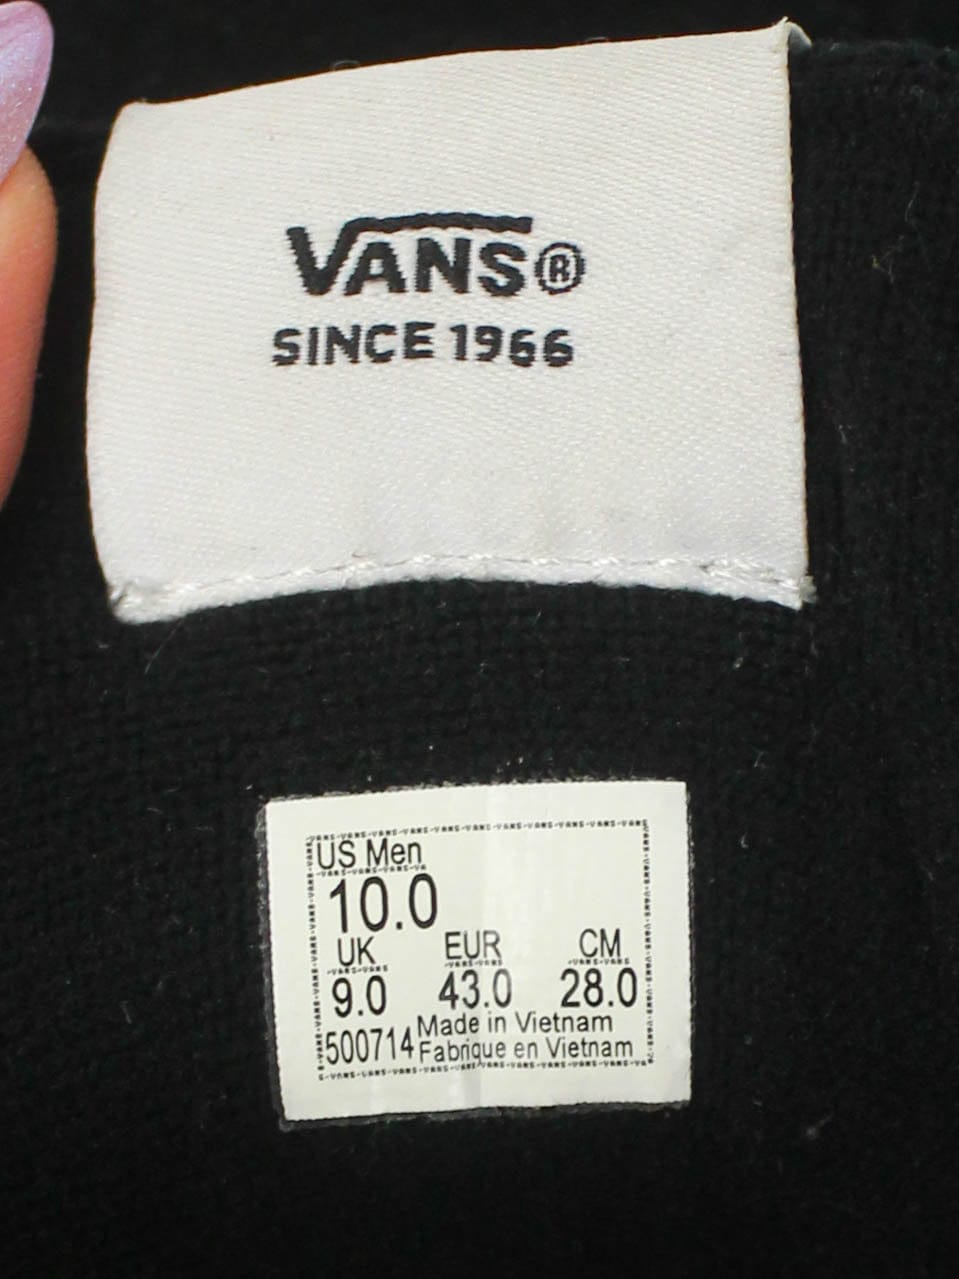 VANS®
SINCE 1966
US Men
10.0
UK EUR CM
9.0 43.0 28.0
500714 Made in Vietnam
Fabrique en Vietnam